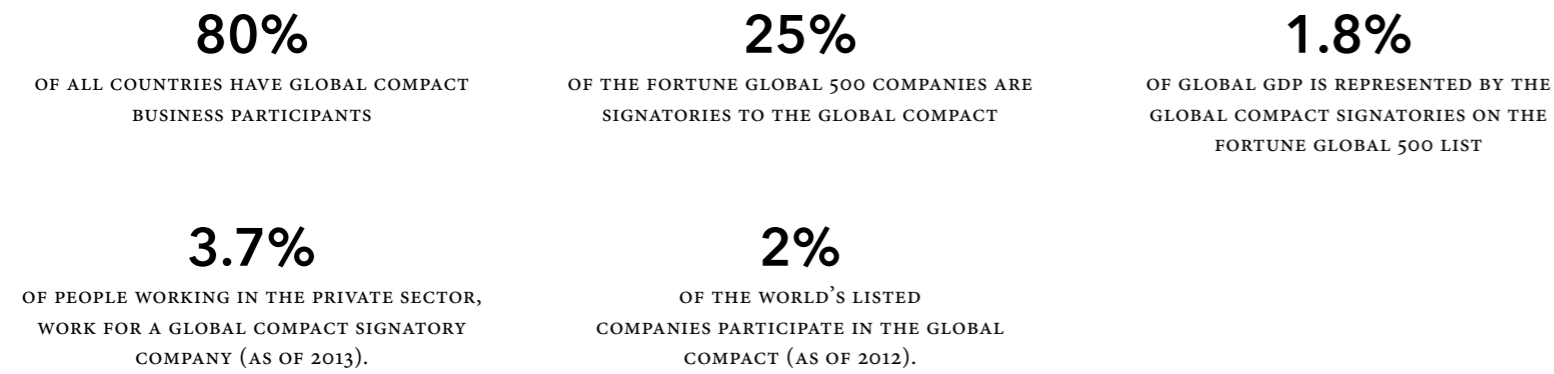 80%
OF ALL COUNTRIES HAVE GLOBAL COMPACT
BUSINESS PARTICIPANTS
25%
OF THE FORTUNE GLOBAL 500 COMPANIES ARE
SIGNATORIES TO THE GLOBAL COMPACT
1.8%
OF GLOBAL GDP IS REPRESENTED BY THE
GLOBAL COMPACT SIGNATORIES ON THE
FORTUNE GLOBAL 500 LIST
3.7%
OF PEOPLE WORKING IN THE PRIVATE SECTOR,
WORK FOR A GLOBAL COMPACT SIGNATORY
COMPANY (AS OF 2013).
2%
OF THE WORLD'S LISTED
COMPANIES PARTICIPATE IN THE GLOBAL
COMPACT (AS OF 2012).